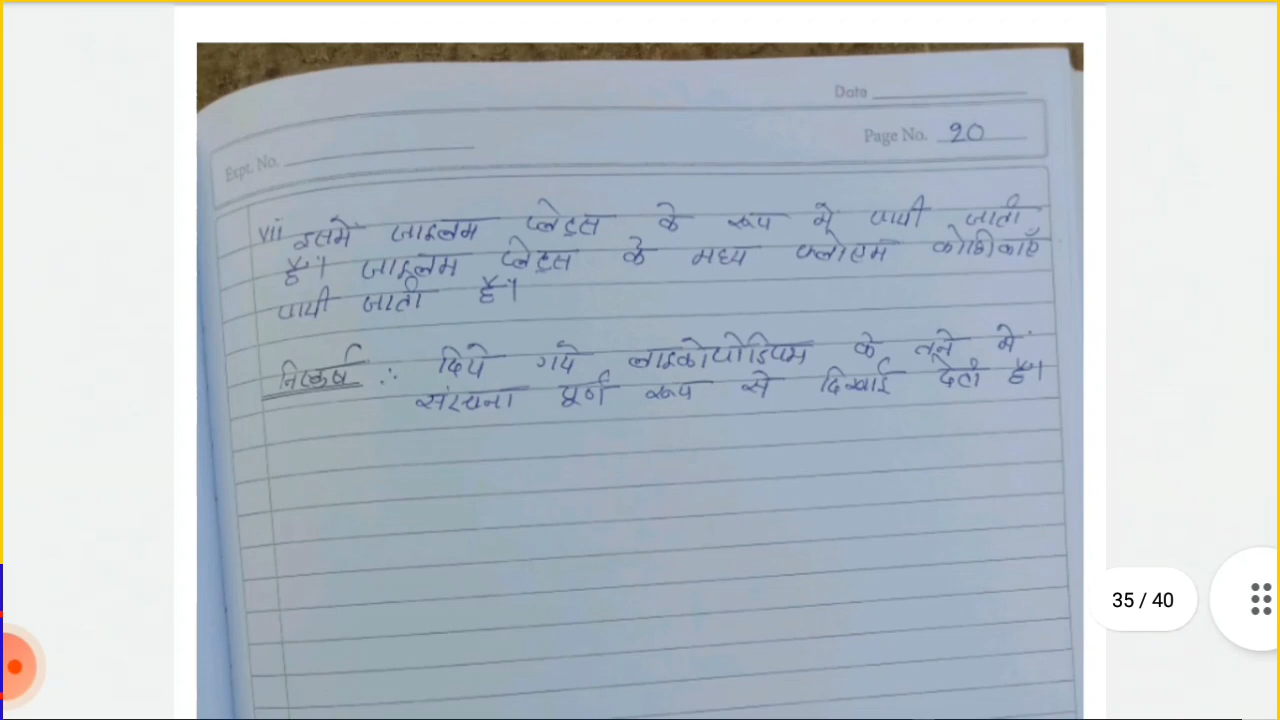 Date
Page No. 20
Expt. No.
vii इसमें जाइलम प्लेट्स के रूप में पायी जाती
है। जाइलम प्लेट्स के मध्य फ्लोएम कोशिकाएँ
पायी जाती है।
निष्कर्ष :. दिये गये लाइकोपोडियम के तने में
संरचना पूर्ण रूप से दिखाई देती है।
35 / 40